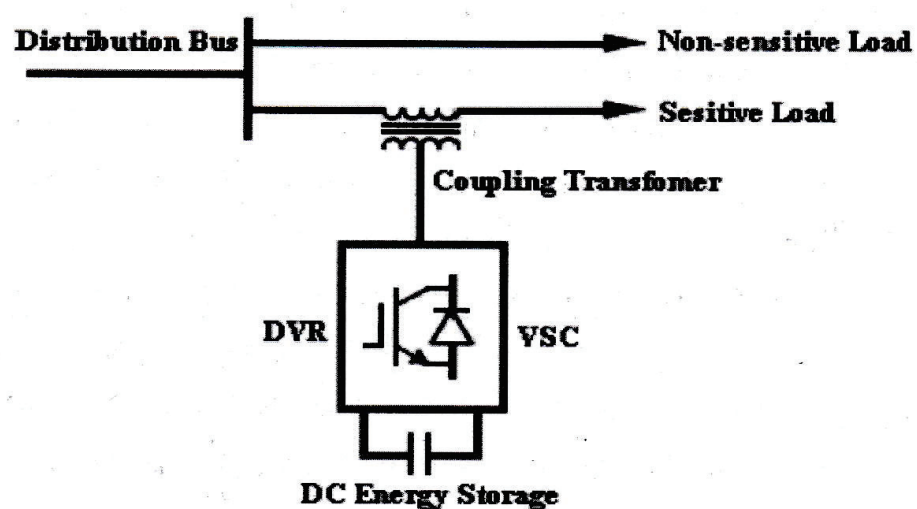 Distribution Bus
Non-sensitive Load
Sesitive Load
Coupling Transfomer
DVR
VSC
DC Energy Storage